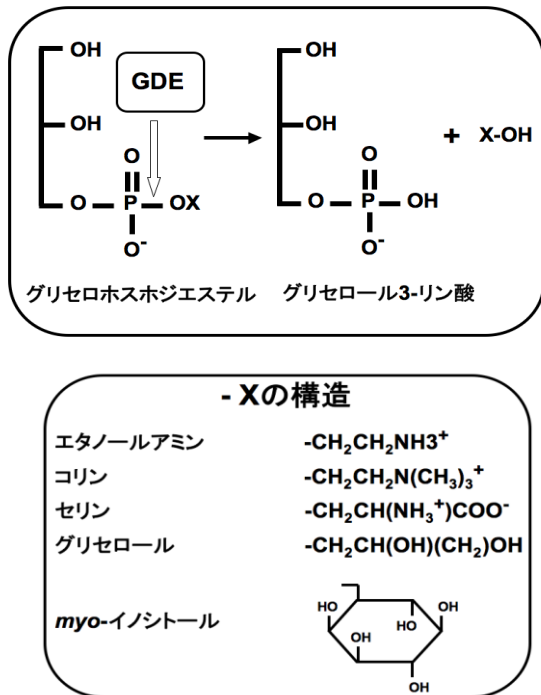 OH
OH
GDE
OH
OH
+ X-OH
O
O-P-OX
O⁻
O
O-P-OH
O⁻
グリセロホスホジエステル
グリセロール3-リン酸
- Xの構造
エタノールアミン -CH₂CH₂NH3⁺
コリン -CH₂CH₂N(CH₃)₃⁺
セリン -CH₂CH(NH₃⁺)COO⁻
グリセロール -CH₂CH(OH)(CH₂)OH
myo-イノシトール
HO
HO
OH
HO
OH
OH